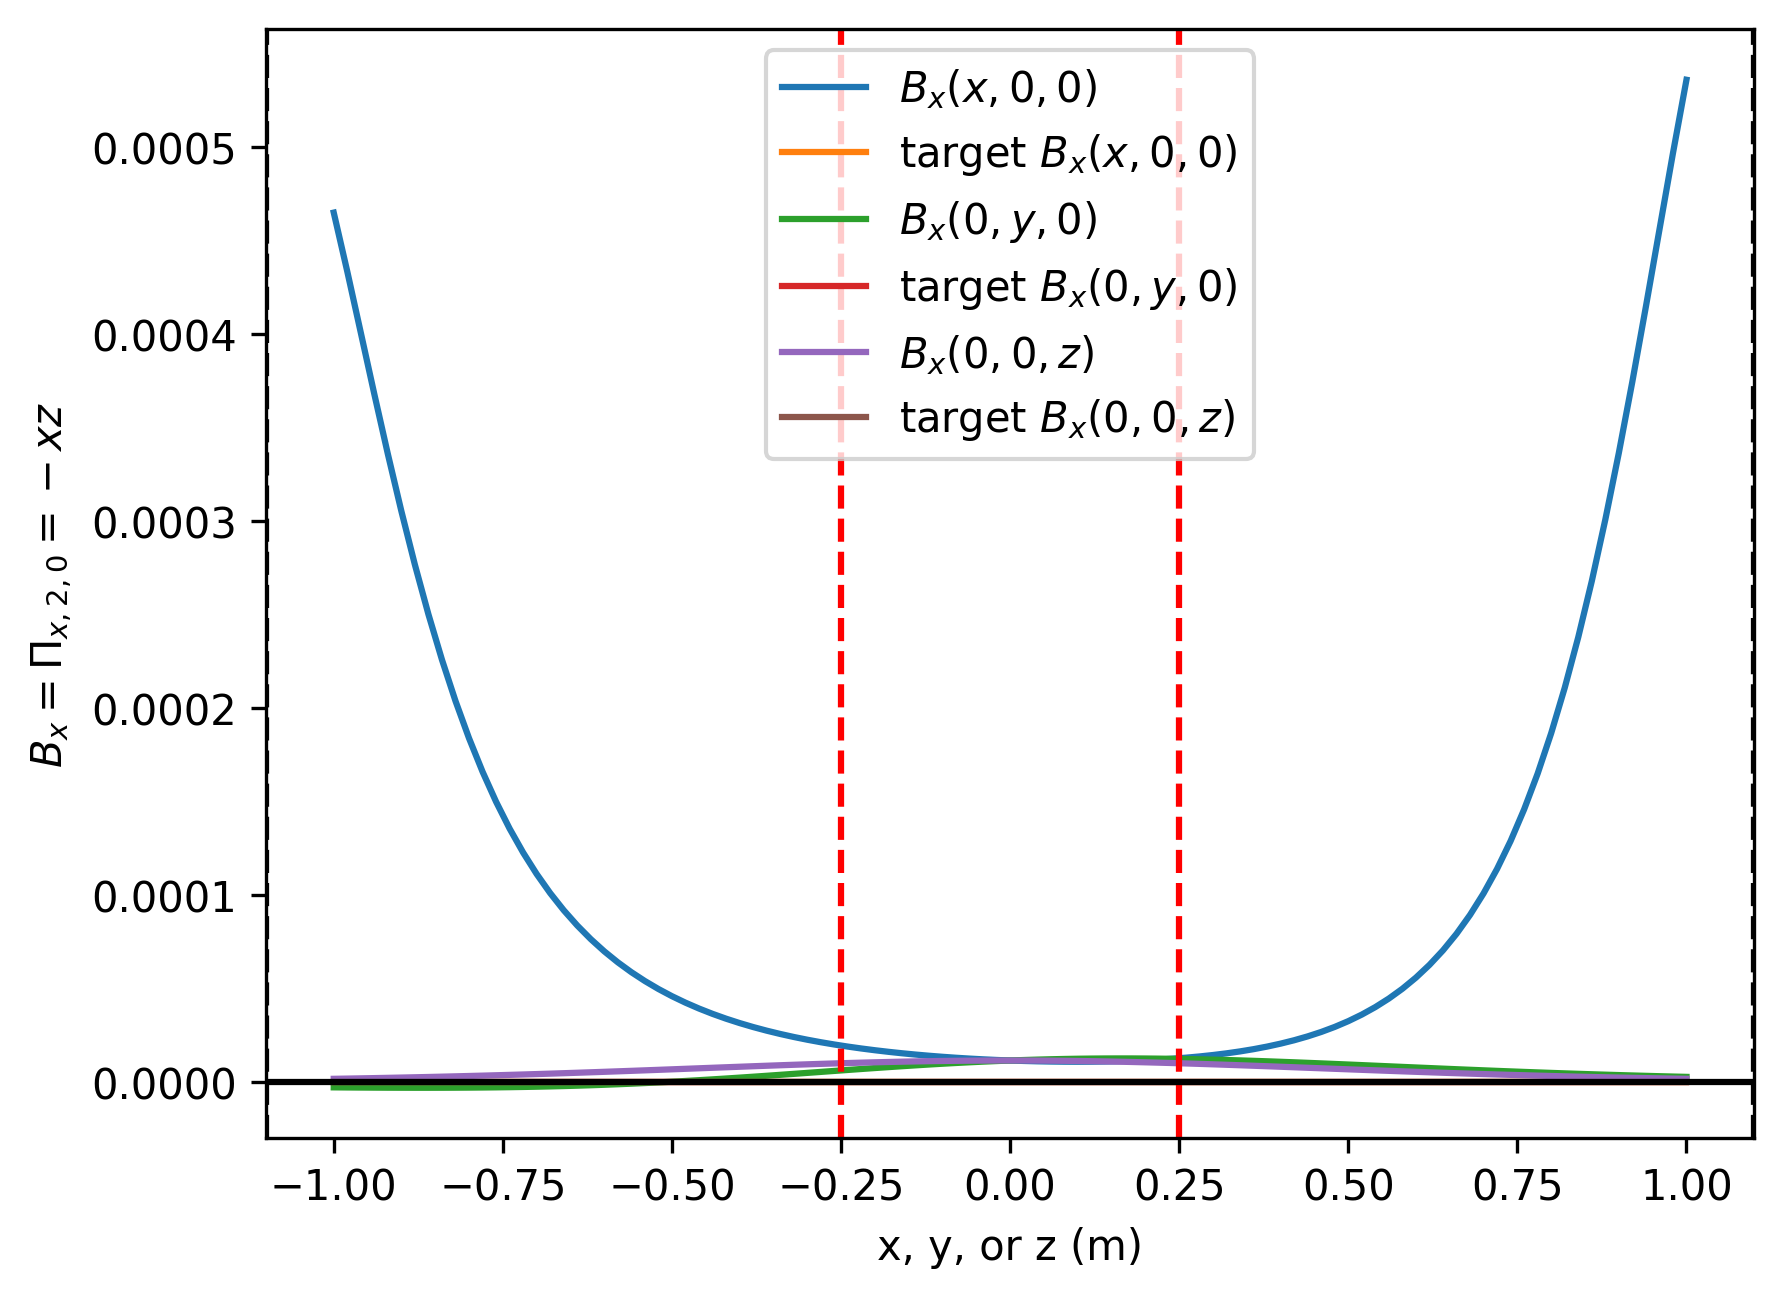 B_x(x, 0, 0)
target B_x(x, 0, 0)
B_x(0, y, 0)
target B_x(0, y, 0)
B_x(0, 0, z)
target B_x(0, 0, z)
B_x = Π_{x, 2, 0} = − xz
0.0005
0.0004
0.0003
0.0002
0.0001
0.0000
−1.00 −0.75 −0.50 −0.25 0.00 0.25 0.50 0.75 1.00
x, y, or z (m)